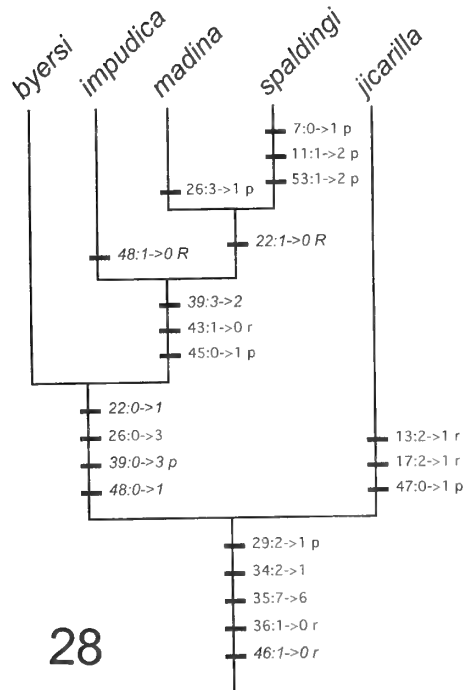 byersi
impudica
madina
spaldingi
jicarilla
7:0->1 p
11:1->2 p
53:1->2 p
26:3->1 p
22:1->0 R
48:1->0 R
39:3->2
43:1->0 r
45:0->1 p
22:0->1
26:0->3
39:0->3 p
48:0->1
13:2->1 r
17:2->1 r
47:0->1 p
29:2->1 p
34:2->1
35:7->6
36:1->0 r
46:1->0 r
28